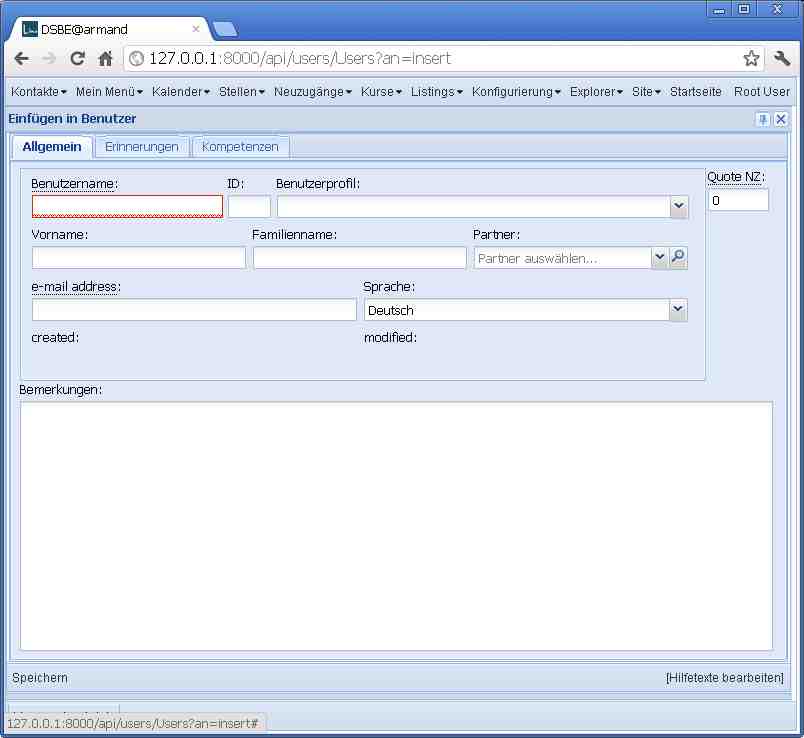 DSBE@armand
127.0.0.1:8000/api/users/Users?an=insert
Kontakte Mein Menü Kalender Stellen Neuzugänge Kurse Listings Konfigurierung Explorer Site Startseite Root User
Einfügen in Benutzer
Allgemein Erinnerungen Kompetenzen
Benutzername: ID: Benutzerprofil: Quote NZ:
0
Vorname: Familienname: Partner:
Partner auswählen...
e-mail address: Sprache:
Deutsch
created: modified:
Bemerkungen:
Speichern [Hilfetexte bearbeiten]
127.0.0.1:8000/api/users/Users?an=insert#